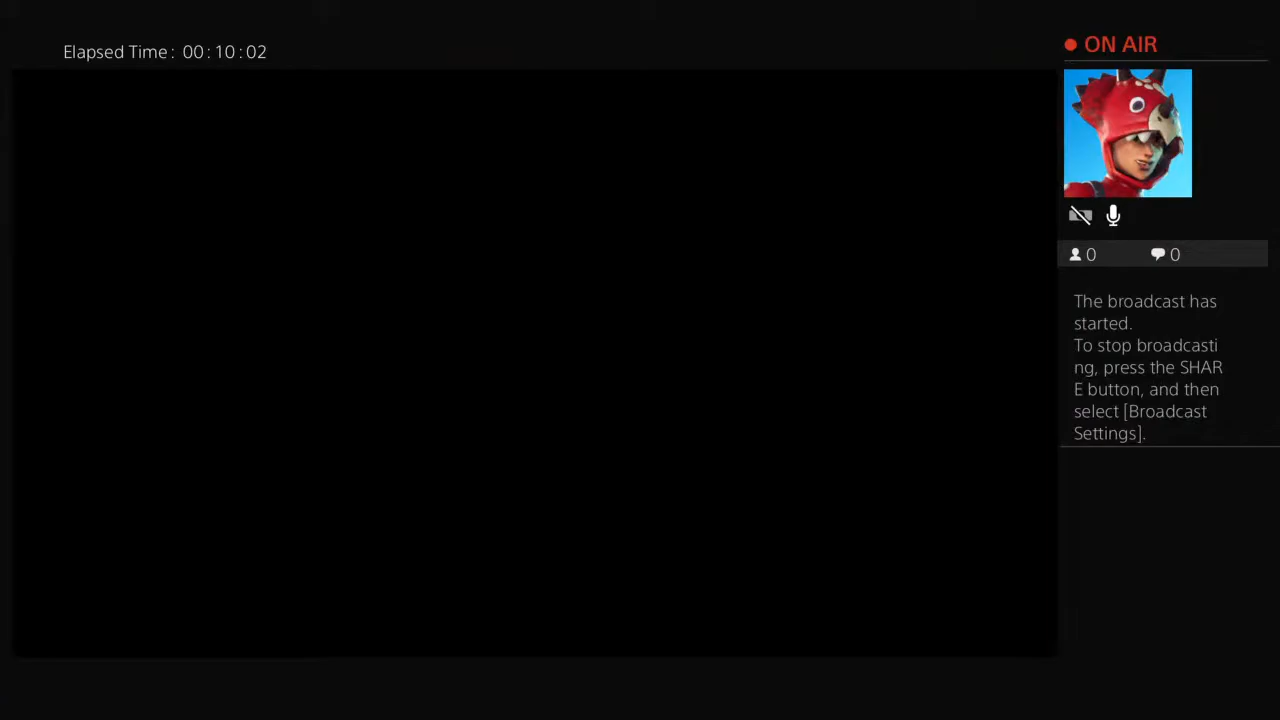 Elapsed Time: 00:10:02
ON AIR
0 0
The broadcast has
started.
To stop broadcasti
ng, press the SHAR
E button, and then
select [Broadcast
Settings].